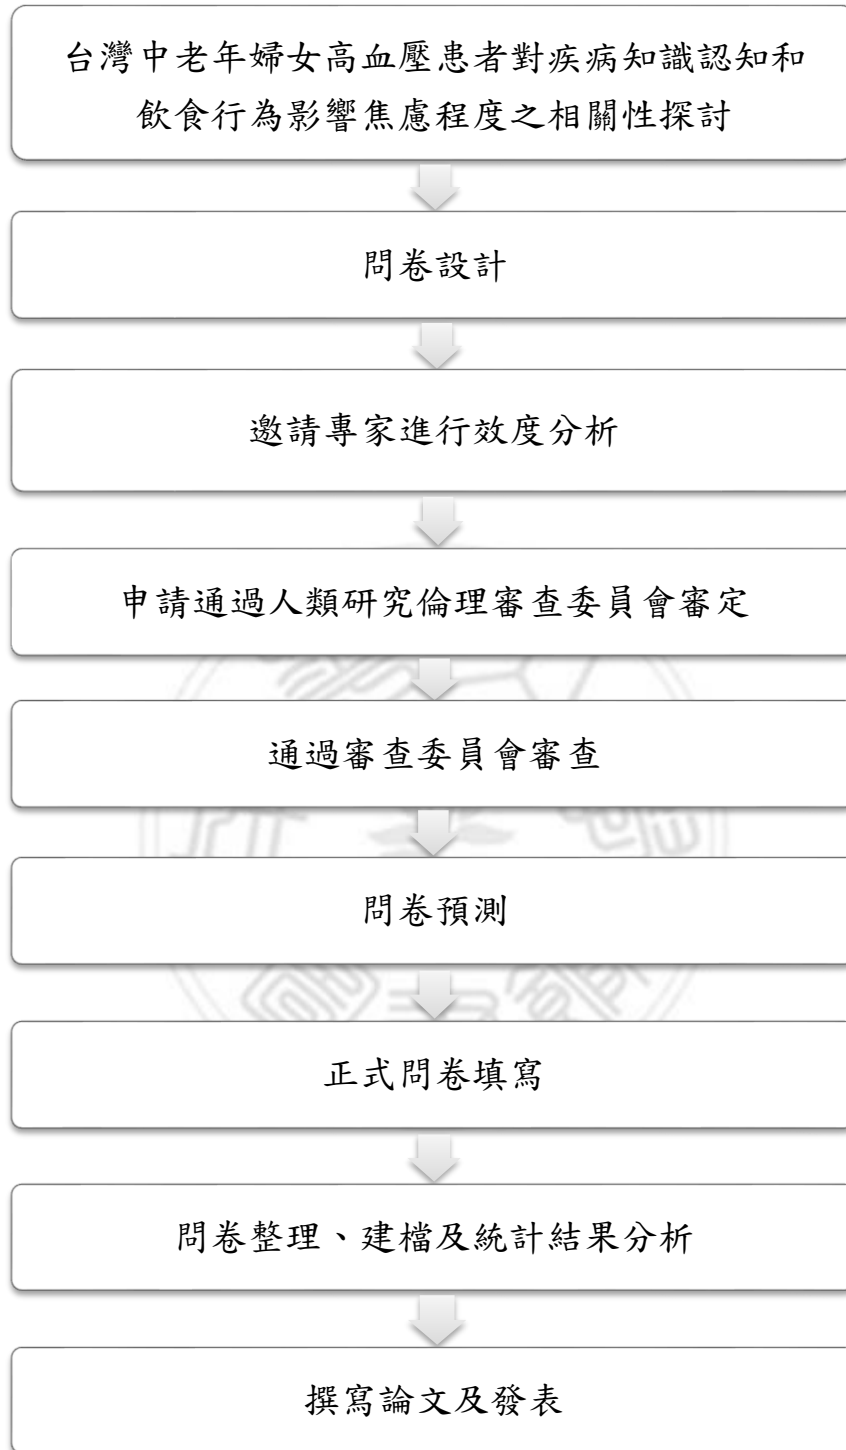 台灣中老年婦女高血壓患者對疾病知識認知和
飲食行為影響焦慮程度之相關性探討
問卷設計
邀請專家進行效度分析
申請通過人類研究倫理審查委員會審定
通過審查委員會審查
問卷預測
正式問卷填寫
問卷整理、建檔及統計結果分析
撰寫論文及發表